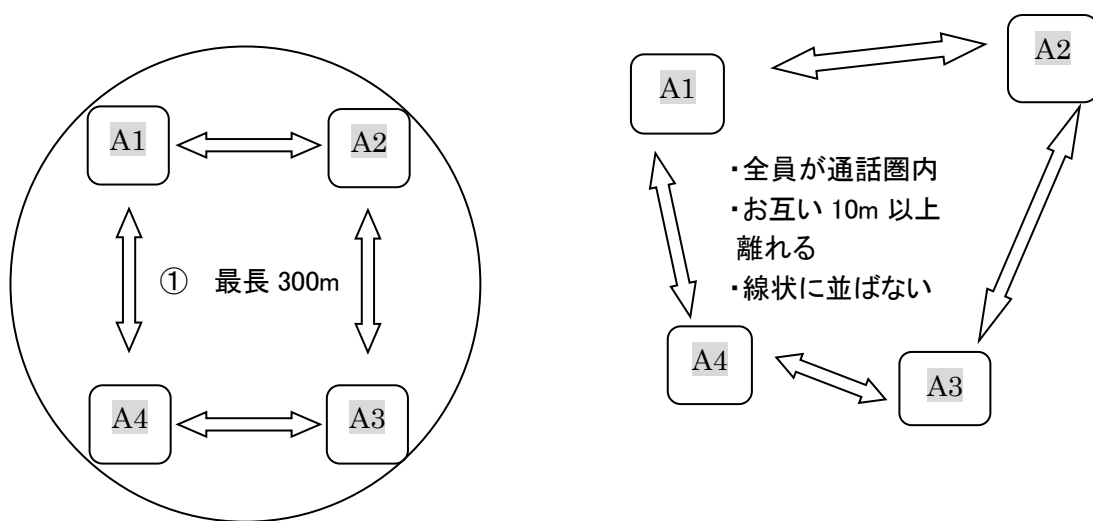 A1
A2
① 最長 300m
A4
A3
A1
A2
・全員が通話圏内
・お互い 10m 以上
離れる
・線状に並ばない
A4
A3